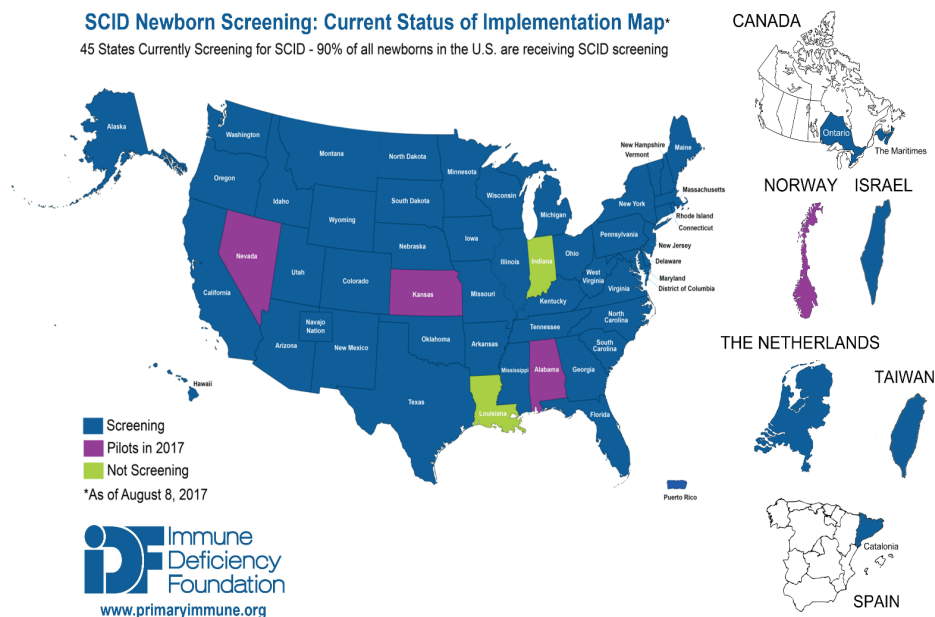 SCID Newborn Screening: Current Status of Implementation Map*
45 States Currently Screening for SCID - 90% of all newborns in the U.S. are receiving SCID screening
Alaska
Washington
Montana
North Dakota
Minnesota
New Hampshire
Vermont
Maine
Oregon
Idaho
Wyoming
South Dakota
Wisconsin
Michigan
New York
Massachusetts
Rhode Island
Connecticut
Nevada
Utah
Colorado
Nebraska
Iowa
Illinois
Indiana
Ohio
Pennsylvania
New Jersey
Delaware
Maryland
District of Columbia
West
Virginia
Virginia
California
Kansas
Missouri
Kentucky
North
Carolina
Tennessee
South
Carolina
Navajo
Nation
Arizona
New Mexico
Oklahoma
Arkansas
Mississippi
Alabama
Georgia
Hawaii
Texas
Louisiana
Florida
Puerto Rico
Screening
Pilots in 2017
Not Screening
*As of August 8, 2017
iDF Immune
Deficiency
Foundation
www.primaryimmune.org
CANADA
Ontario
The Maritimes
NORWAY
ISRAEL
THE NETHERLANDS
TAIWAN
Catalonia
SPAIN